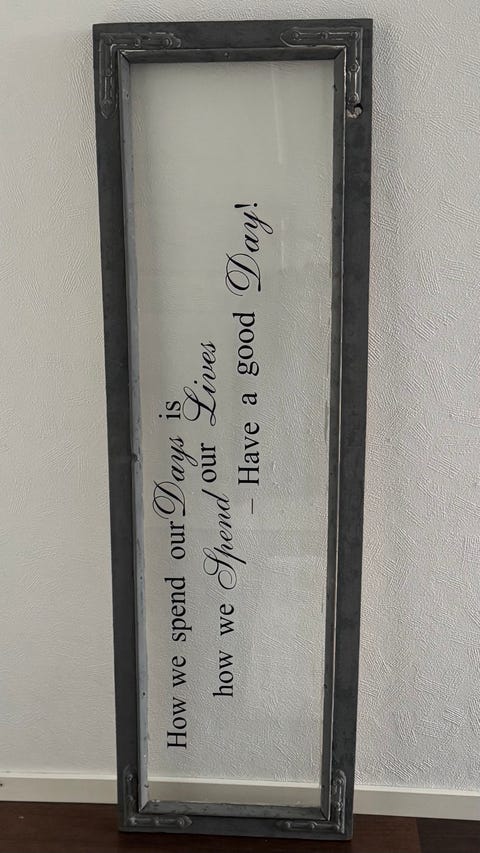 How we spend our Days is
how we Spend our Lives
– Have a good Day!